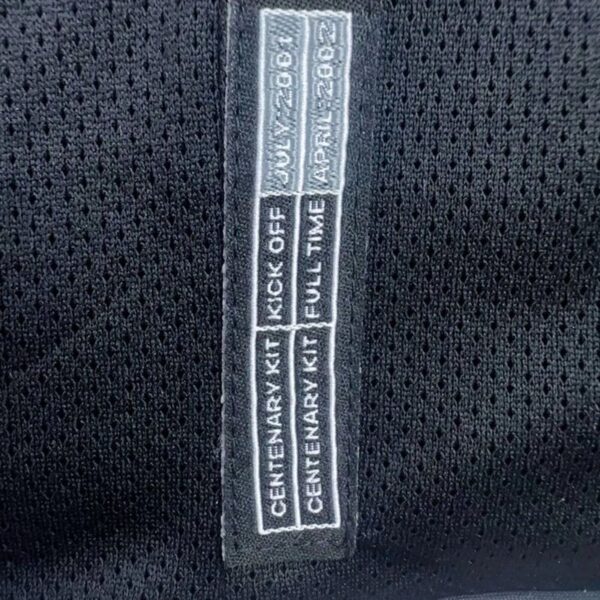 CENTENARY KIT KICK OFF JULY 2001
CENTENARY KIT FULL TIME APRIL 2002